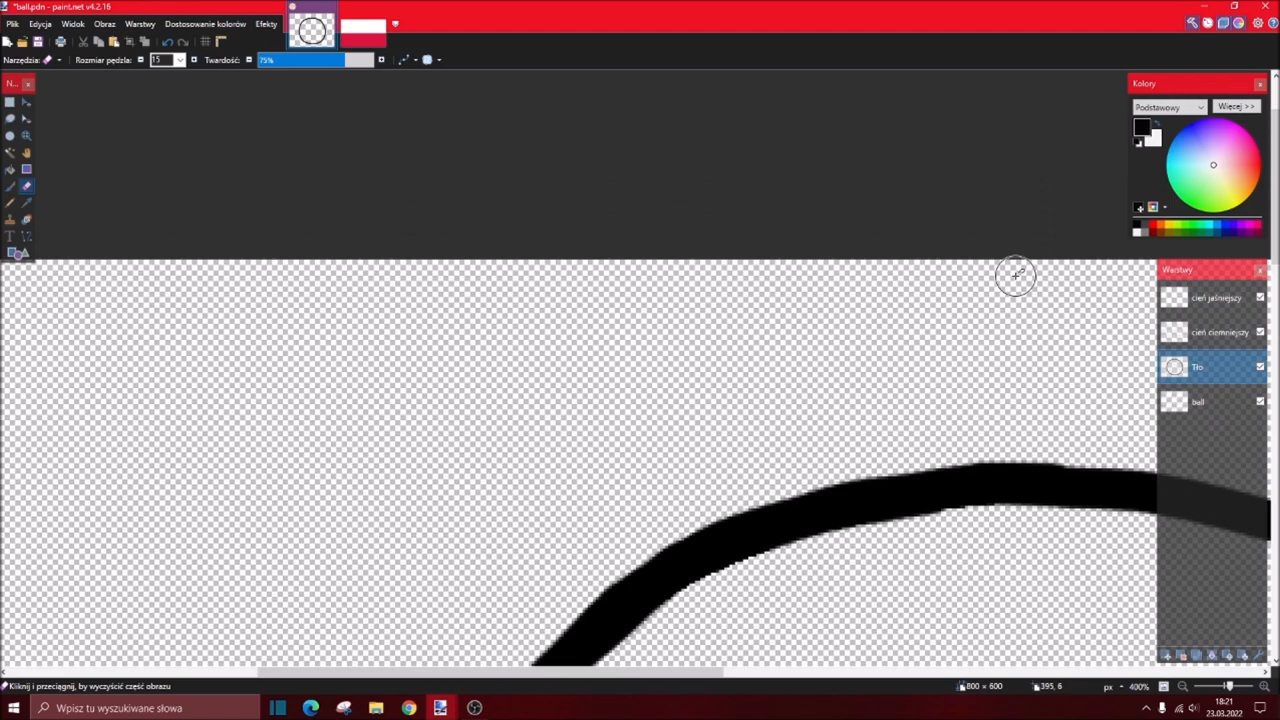 *ball.pdn - paint.net v4.2.16
Plik Edycja Widok Obraz Warstwy Dostosowanie kolorów Efekty
Narzędzia: Rozmiar pędzla: 15 Twardość: 75%
N...
Kolory
Podstawowy Więcej >>
Warstwy
cień jaśniejszy
cień ciemniejszy
Tło
ball
Kliknij i przeciągnij, by wyczyścić część obrazu 800 × 600 395, 6 px 400%
Wpisz tu wyszukiwane słowa
18:21
23.03.2022